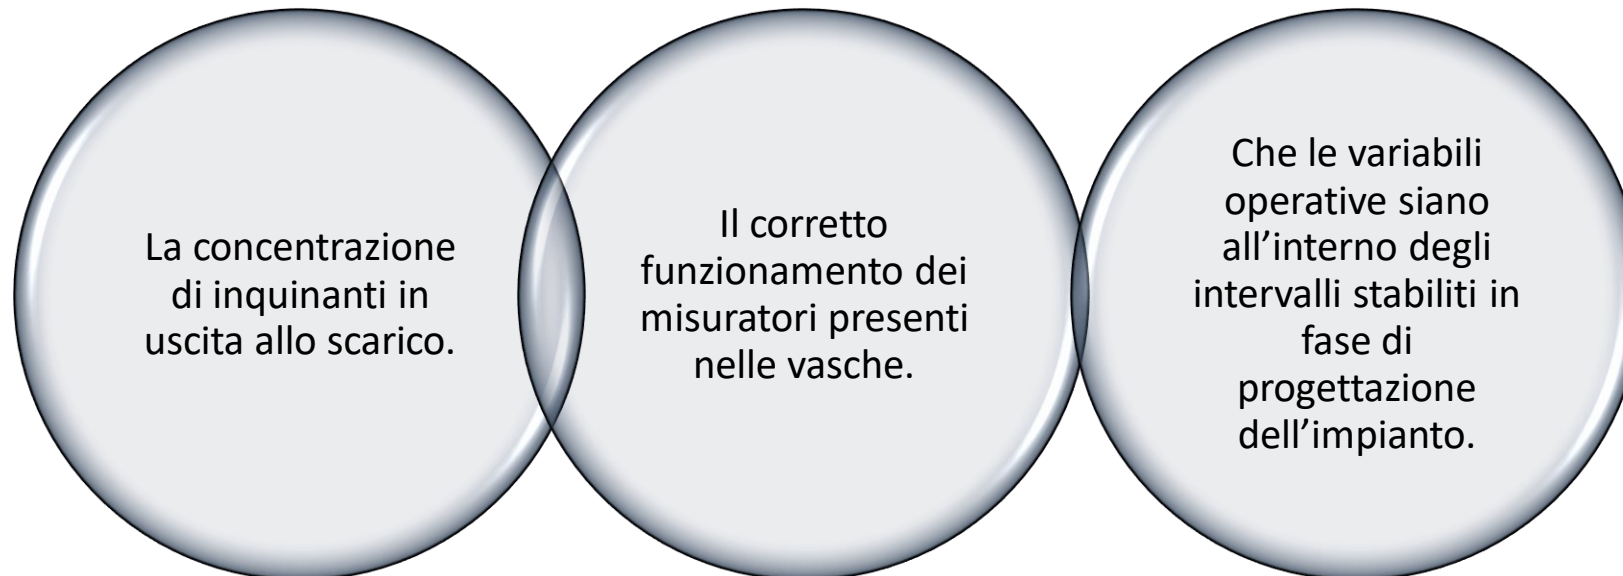 La concentrazione
di inquinanti in
uscita allo scarico.
Il corretto
funzionamento dei
misuratori presenti
nelle vasche.
Che le variabili
operative siano
all’interno degli
intervalli stabiliti in
fase di
progettazione
dell’impianto.